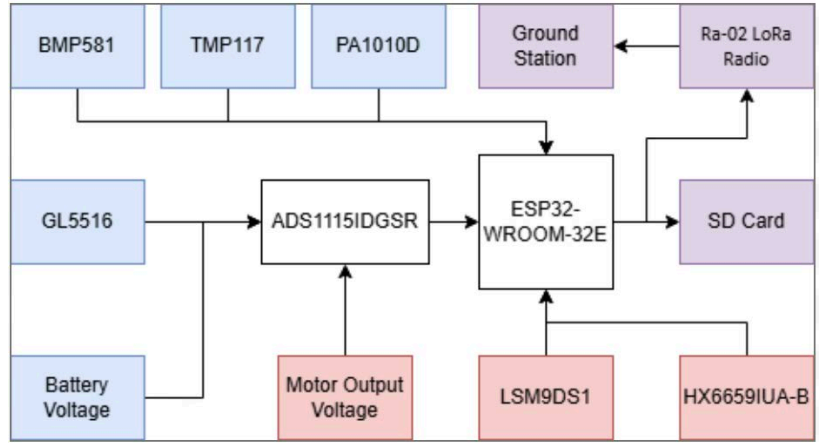 BMP581
TMP117
PA1010D
Ground
Station
Ra-02 LoRa
Radio
GL5516
ADS1115IDGSR
ESP32-
WROOM-32E
SD Card
Battery
Voltage
Motor Output
Voltage
LSM9DS1
HX6659IUA-B